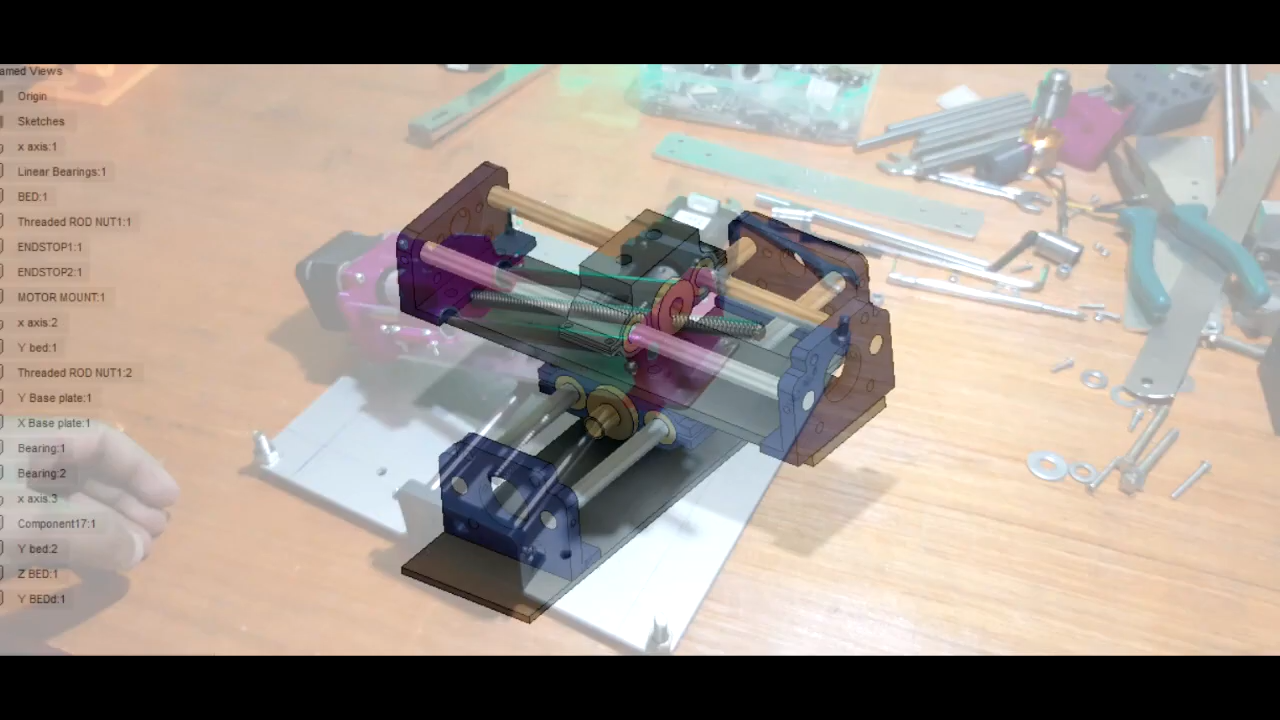 amed Views
Origin
Sketches
x axis:1
Linear Bearings:1
BED:1
Threaded ROD NUT1:1
ENDSTOP1:1
ENDSTOP2:1
MOTOR MOUNT:1
x axis:2
Y bed:1
Threaded ROD NUT1:2
Y Base plate:1
X Base plate:1
Bearing:1
Bearing:2
x axis:3
Component17:1
Y bed:2
Z BED:1
Y BEDd:1